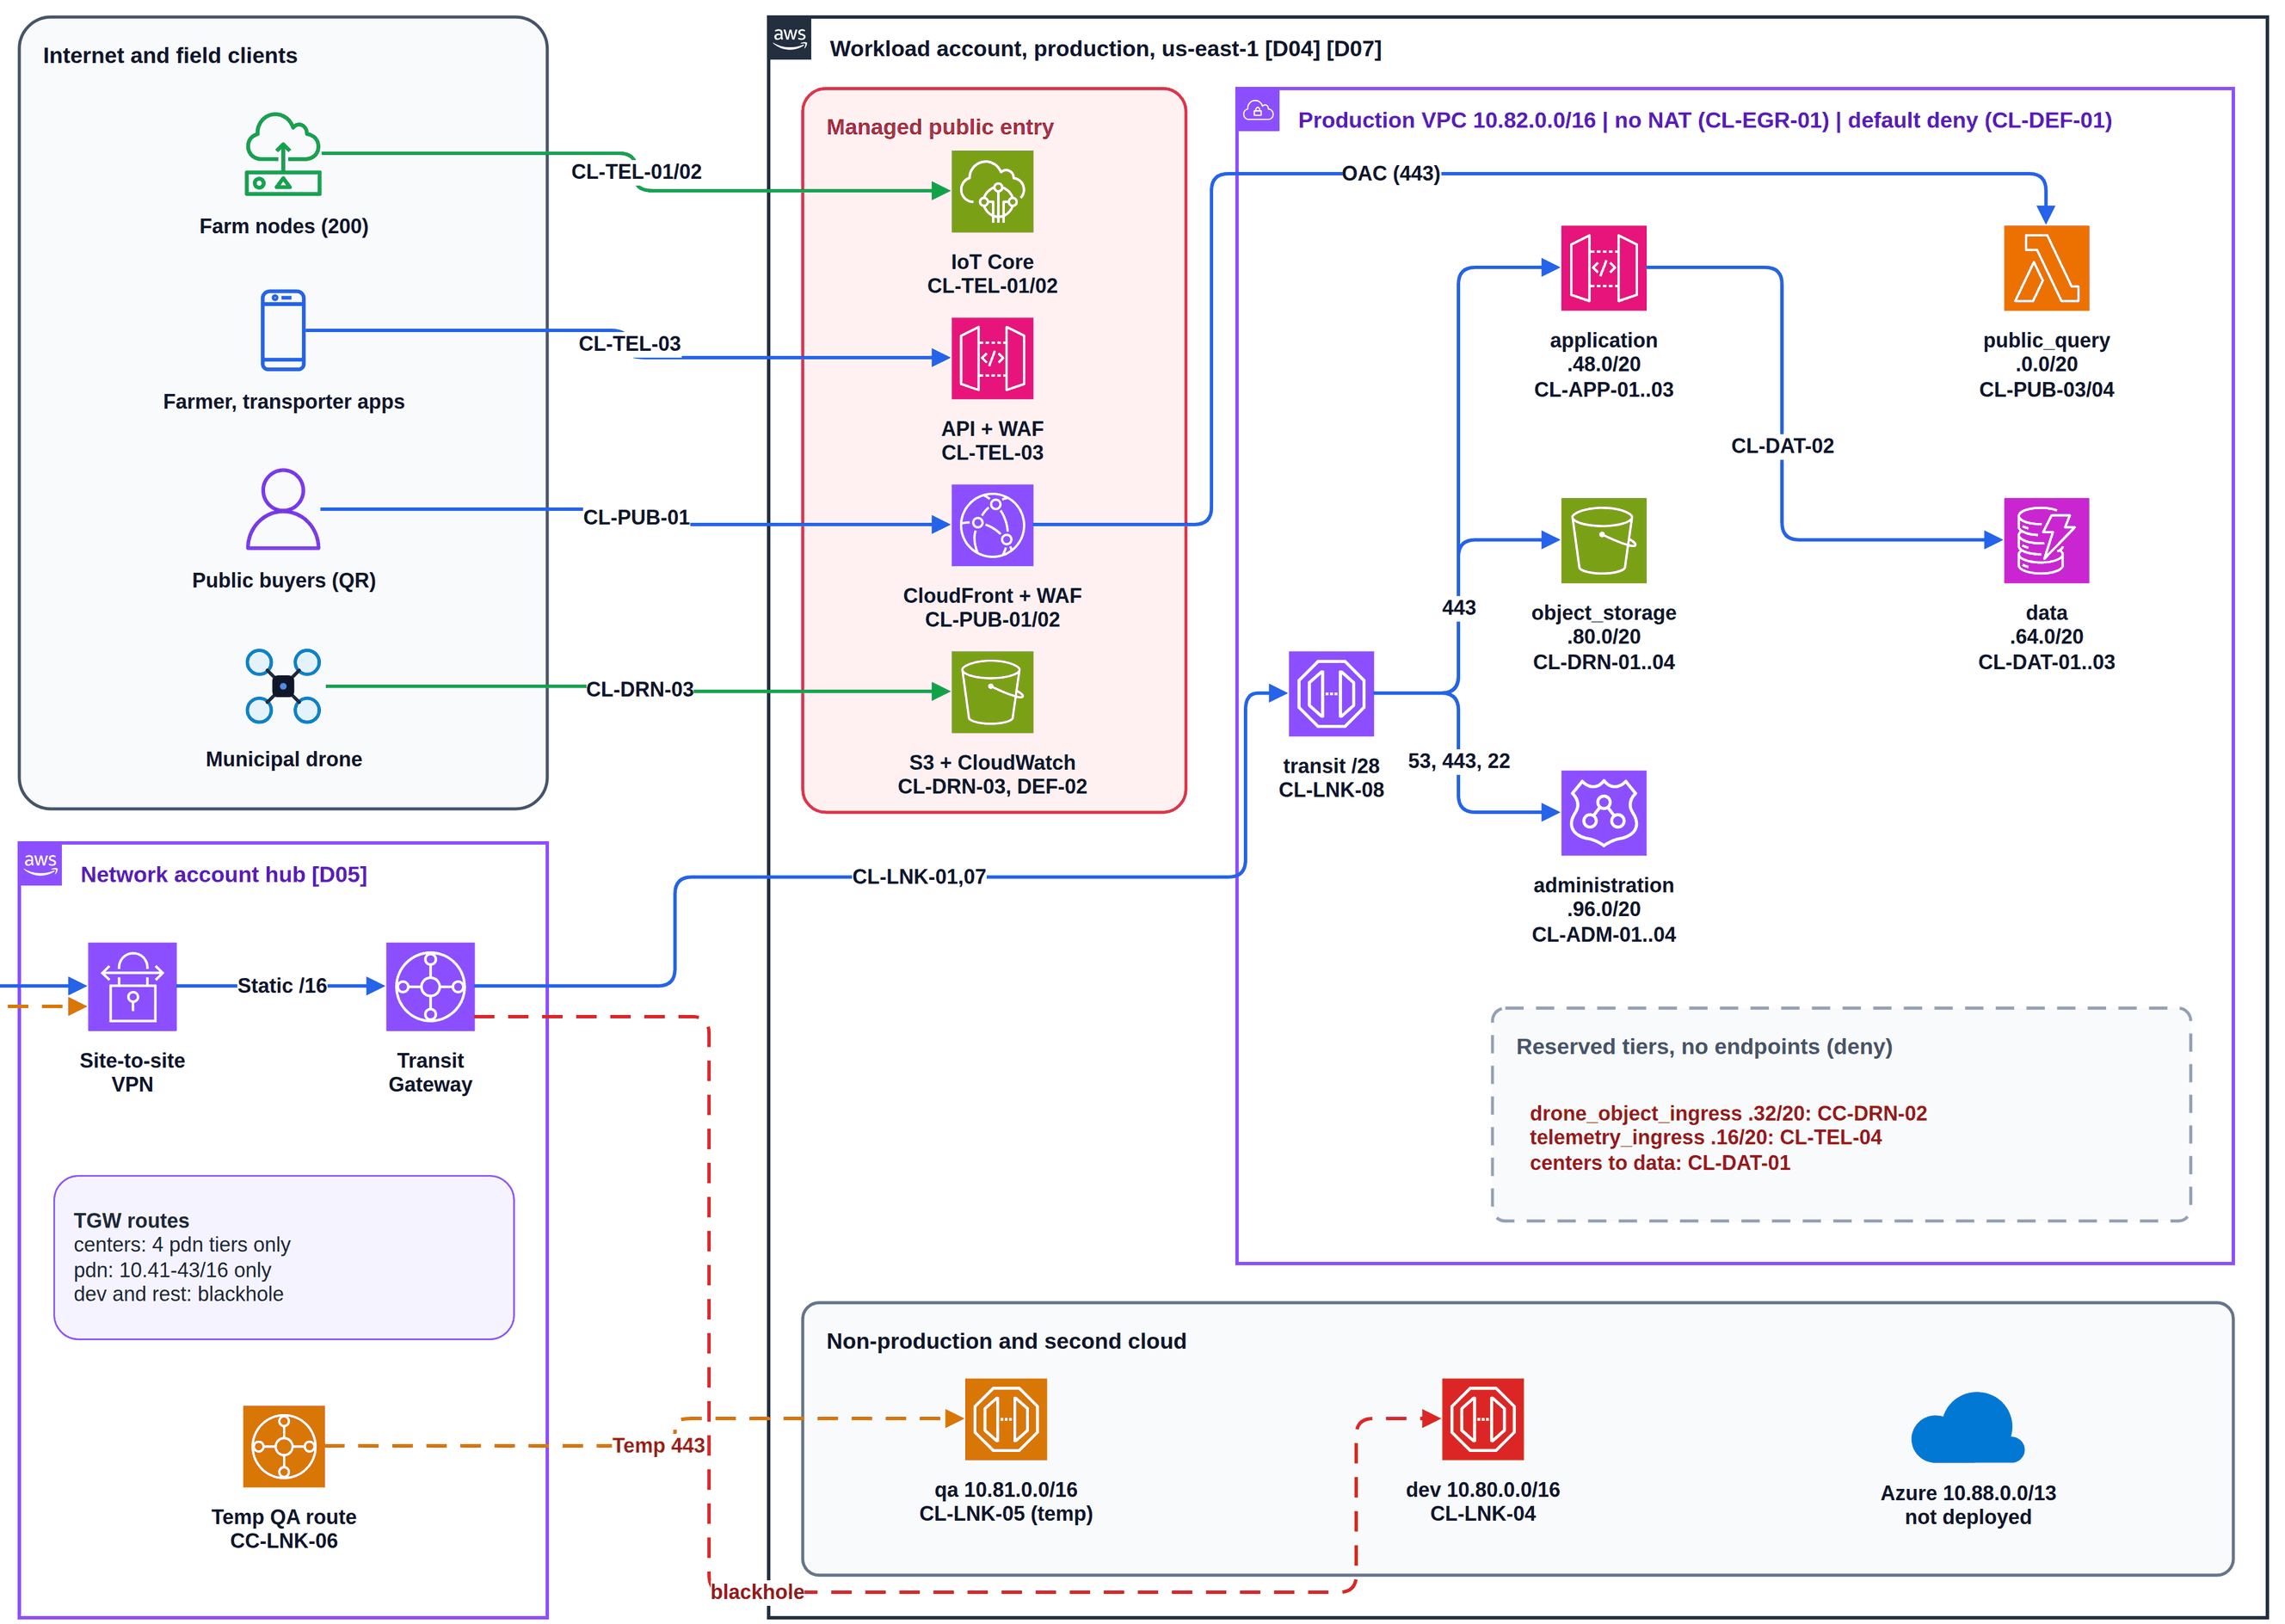 Internet and field clients
Farm nodes (200)
Farmer, transporter apps
Public buyers (QR)
Municipal drone
CL-TEL-01/02
CL-TEL-03
CL-PUB-01
CL-DRN-03
aws
Workload account, production, us-east-1 [D04] [D07]
Managed public entry
IoT Core
CL-TEL-01/02
API + WAF
CL-TEL-03
CloudFront + WAF
CL-PUB-01/02
S3 + CloudWatch
CL-DRN-03, DEF-02
Production VPC 10.82.0.0/16 | no NAT (CL-EGR-01) | default deny (CL-DEF-01)
OAC (443)
application
.48.0/20
CL-APP-01..03
public_query
.0.0/20
CL-PUB-03/04
CL-DAT-02
443
object_storage
.80.0/20
CL-DRN-01..04
data
.64.0/20
CL-DAT-01..03
transit /28
CL-LNK-08
53, 443, 22
administration
.96.0/20
CL-ADM-01..04
Reserved tiers, no endpoints (deny)
drone_object_ingress .32/20: CC-DRN-02
telemetry_ingress .16/20: CL-TEL-04
centers to data: CL-DAT-01
aws
Network account hub [D05]
CL-LNK-01,07
Static /16
Site-to-site
VPN
Transit
Gateway
TGW routes
centers: 4 pdn tiers only
pdn: 10.41-43/16 only
dev and rest: blackhole
Temp QA route
CC-LNK-06
Temp 443
blackhole
Non-production and second cloud
qa 10.81.0.0/16
CL-LNK-05 (temp)
dev 10.80.0.0/16
CL-LNK-04
Azure 10.88.0.0/13
not deployed